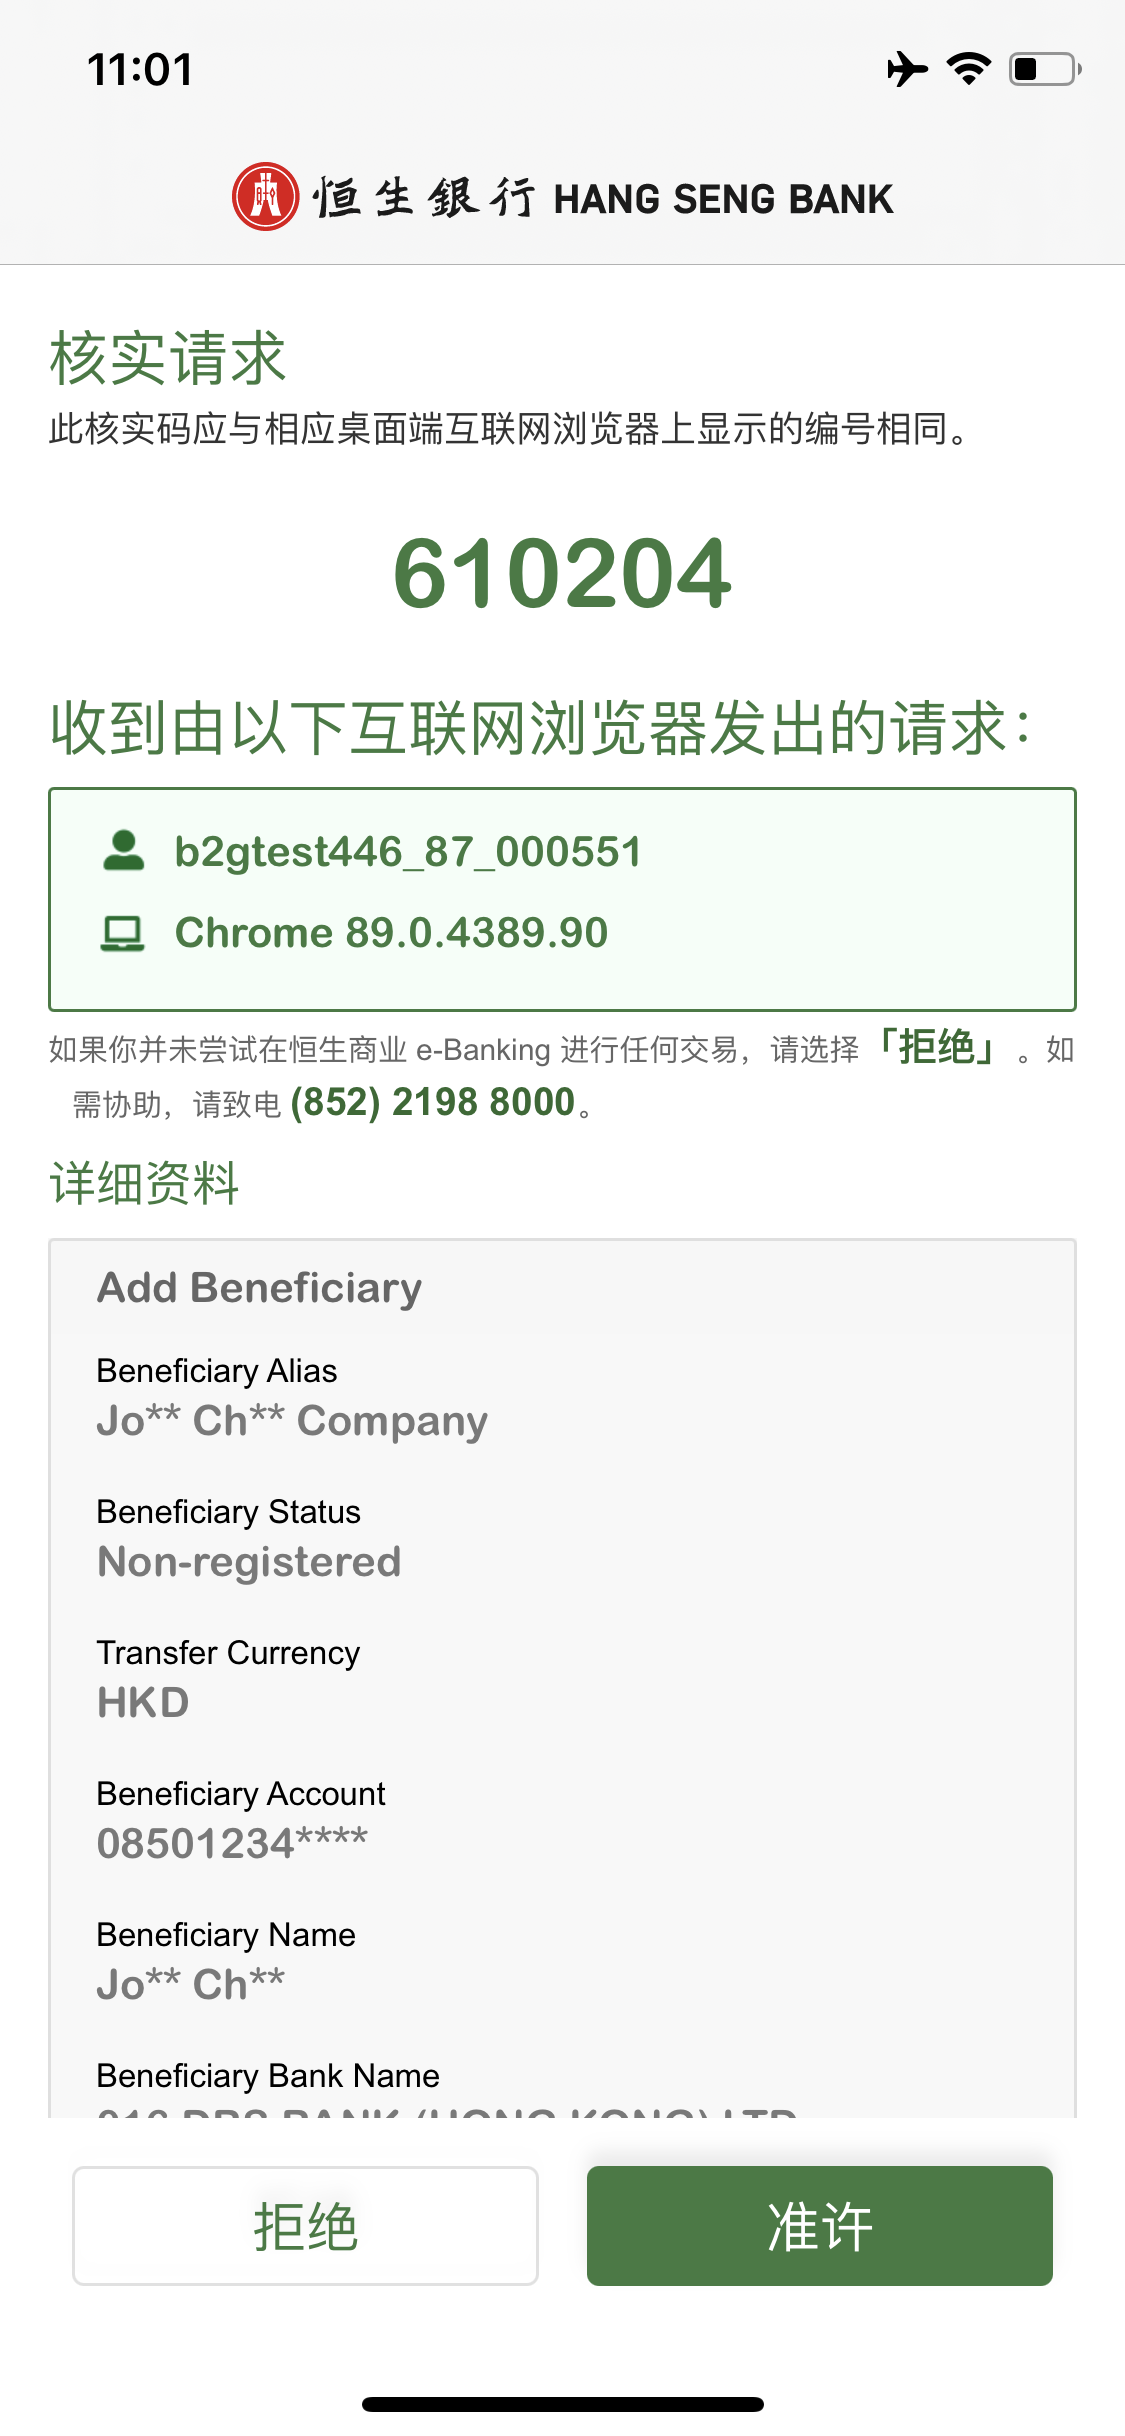 11:01
恒生銀行 HANG SENG BANK
核实请求
此核实码应与相应桌面端互联网浏览器上显示的编号相同。
610204
收到由以下互联网浏览器发出的请求：
b2gtest446_87_000551
Chrome 89.0.4389.90
如果你并未尝试在恒生商业 e-Banking 进行任何交易，请选择「拒绝」。如
需协助，请致电 (852) 2198 8000。
详细资料
Add Beneficiary
Beneficiary Alias
Jo** Ch** Company
Beneficiary Status
Non-registered
Transfer Currency
HKD
Beneficiary Account
08501234****
Beneficiary Name
Jo** Ch**
Beneficiary Bank Name
016 DBS BANK (HONG KONG) LTD
拒绝
准许